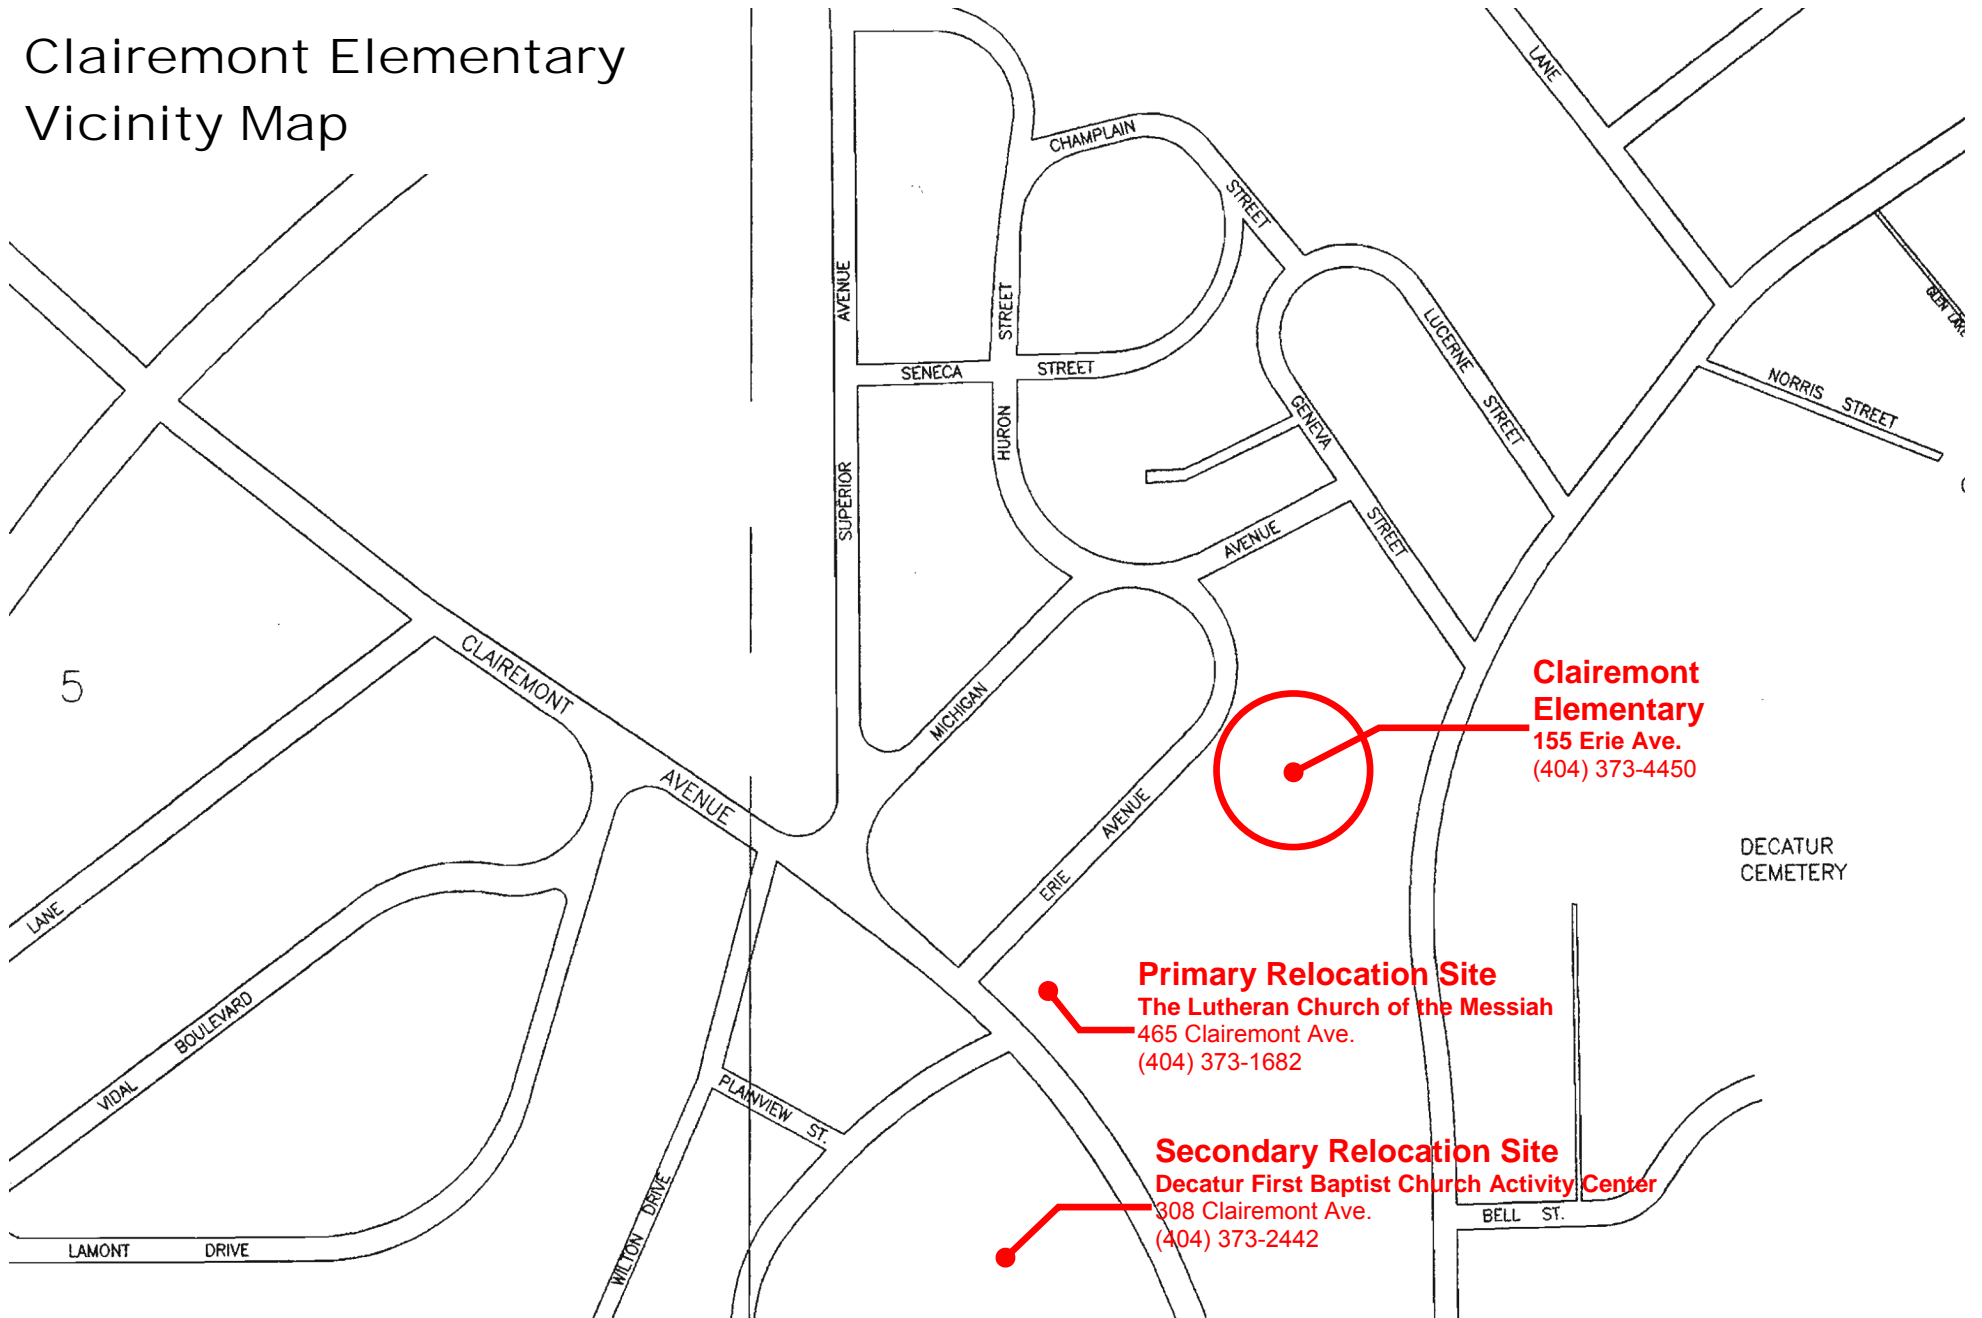 Clairemont Elementary
Vicinity Map
LANE
CHAMPLAIN
STREET
AVENUE
STREET
LUCERNE
STREET
GLEN LAKE
SENECA
STREET
NORRIS STREET
HURON
GENEVA
STREET
SUPERIOR
AVENUE
MICHIGAN
CLAIREMONT
AVENUE
5
Clairemont
Elementary
155 Erie Ave.
(404) 373-4450
ERIE
AVENUE
DECATUR
CEMETERY
LANE
VIDAL
BOULEVARD
Primary Relocation Site
The Lutheran Church of the Messiah
465 Clairemont Ave.
(404) 373-1682
PLAINVIEW ST.
Secondary Relocation Site
Decatur First Baptist Church Activity Center
308 Clairemont Ave.
(404) 373-2442
WILTON DRIVE
BELL ST.
LAMONT DRIVE